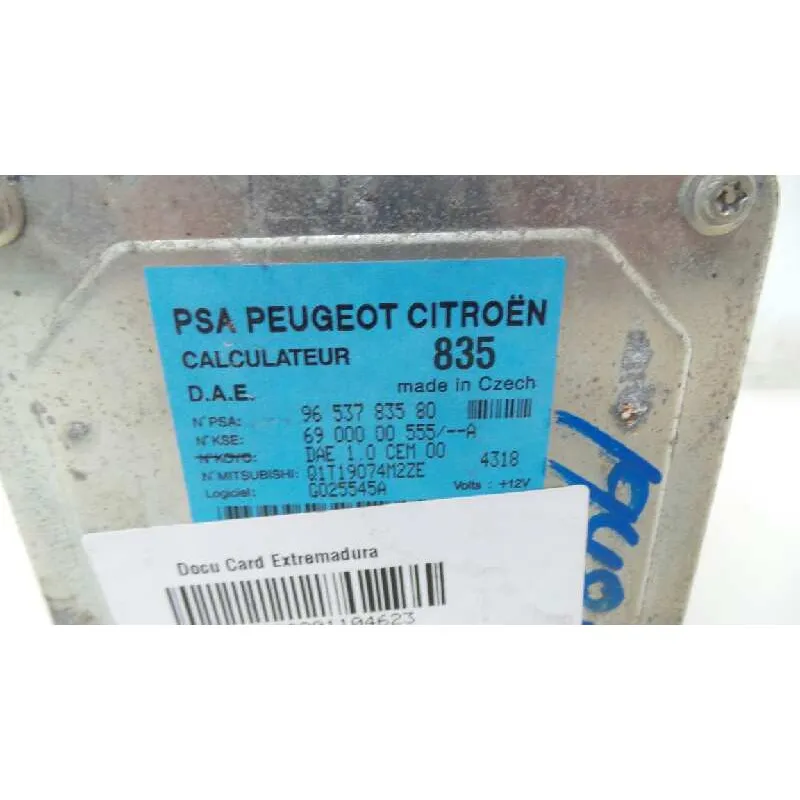 PSA PEUGEOT CITROËN
CALCULATEUR 835
D.A.E. made in Czech
N°PSA: 96 537 835 80
N°KSE: 69 000 00 555/--A
N°KOYO: DAE 1.0 CEM 00
N°MITSUBISHI: Q1T19074M2ZE 4318
Logiciel: G025545A Volts : +12V
Docu Card Extremadura